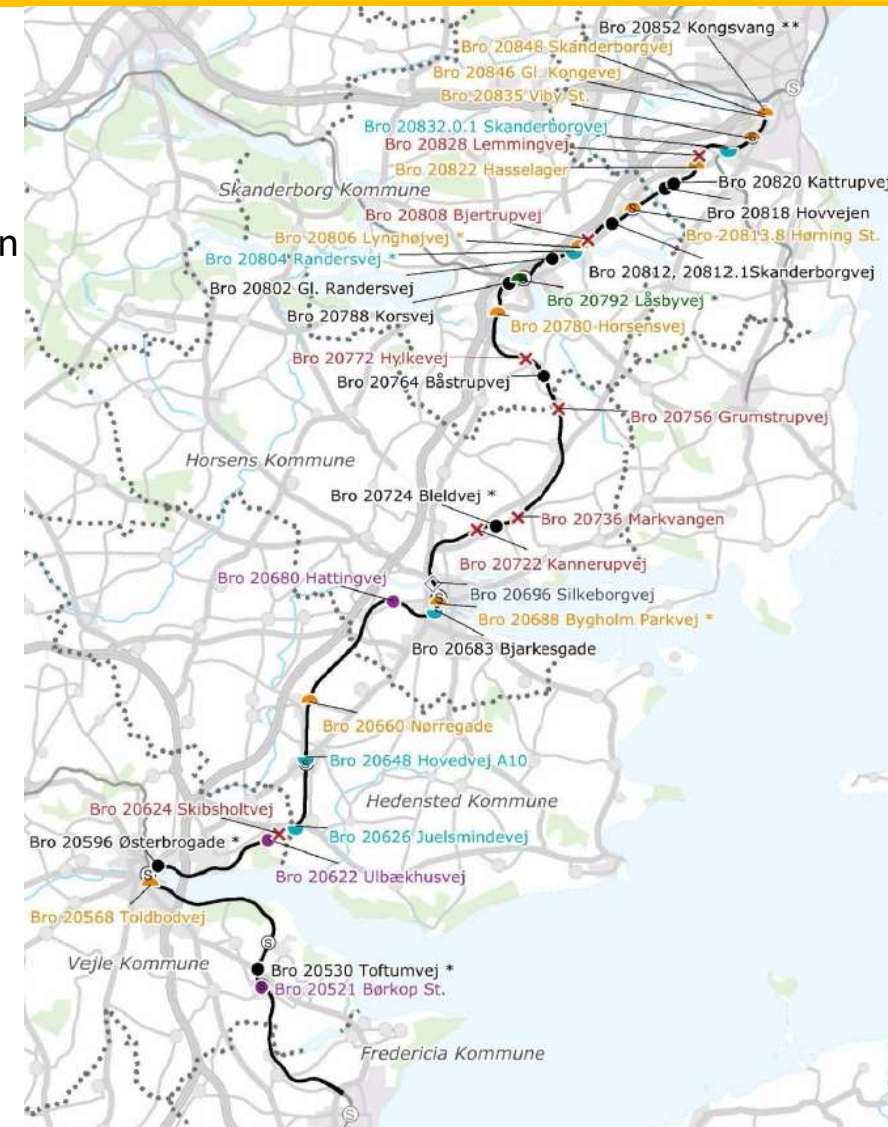 n
Bro 20852 Kongsvang **
Bro 20848 Skanderborgvej
Bro 20846 Gl. Kongevej
Bro 20835 Viby St.
Bro 20832.0.1 Skanderborgvej
Bro 20828 Lemmingvej
Bro 20822 Hasselager
Bro 20820 Kattrupvej
Skanderborg Kommune
Bro 20808 Bjertrupvej
Bro 20818 Hovvejen
Bro 20806 Lynghøjvej *
Bro 20813.8 Hørning St.
Bro 20804 Randersvej *
Bro 20812, 20812.1Skanderborgvej
Bro 20802 Gl. Randersvej
Bro 20792 Låsbyvej *
Bro 20788 Korsvej
Bro 20780 Horsensvej
Bro 20772 Hylkevej
Bro 20764 Båstrupvej
Bro 20756 Grumstrupvej
Horsens Kommune
Bro 20724 Bleldvej *
Bro 20736 Markvangen
Bro 20722 Kannerupvej
Bro 20680 Hattingvej
Bro 20696 Silkeborgvej
Bro 20688 Bygholm Parkvej *
Bro 20683 Bjarkesgade
Bro 20660 Nørregade
Bro 20648 Hovedvej A10
Hedensted Kommune
Bro 20624 Skibsholtvej
Bro 20626 Juelsmindevej
Bro 20596 Østerbrogade *
Bro 20622 Ulbækhusvej
Bro 20568 Toldbodvej
Vejle Kommune
Bro 20530 Toftumvej *
Bro 20521 Børkop St.
Fredericia Kommune
S